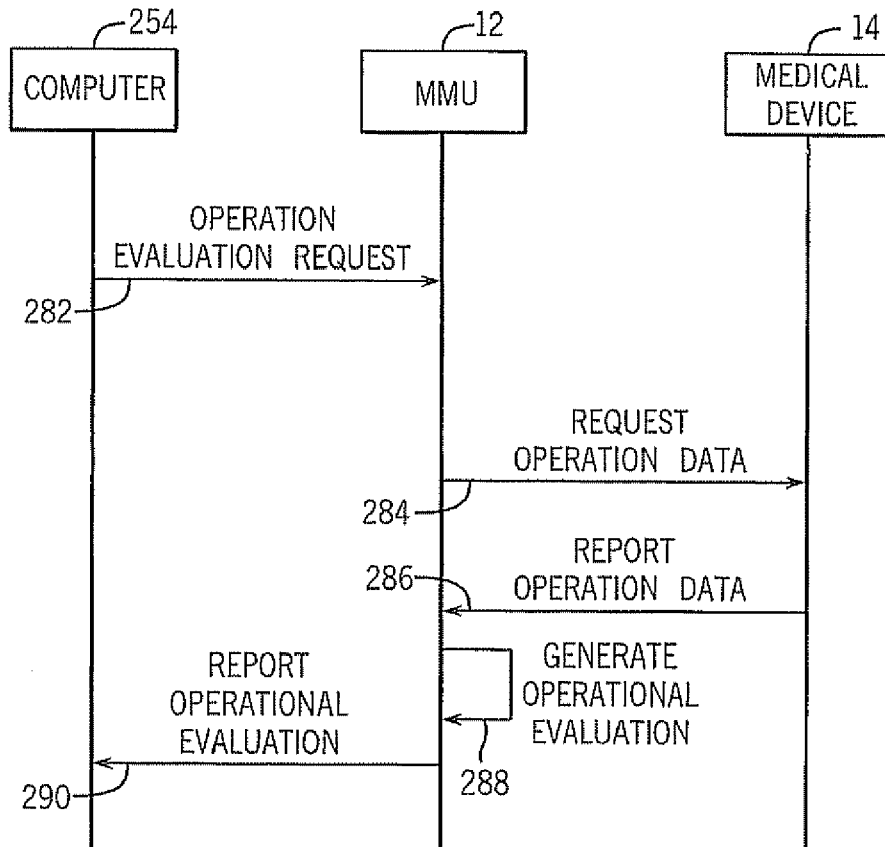 254
12
14
COMPUTER
MMU
MEDICAL
DEVICE
OPERATION
EVALUATION REQUEST
282
REQUEST
OPERATION DATA
284
REPORT
OPERATION DATA
286
GENERATE
OPERATIONAL
EVALUATION
288
REPORT
OPERATIONAL
EVALUATION
290